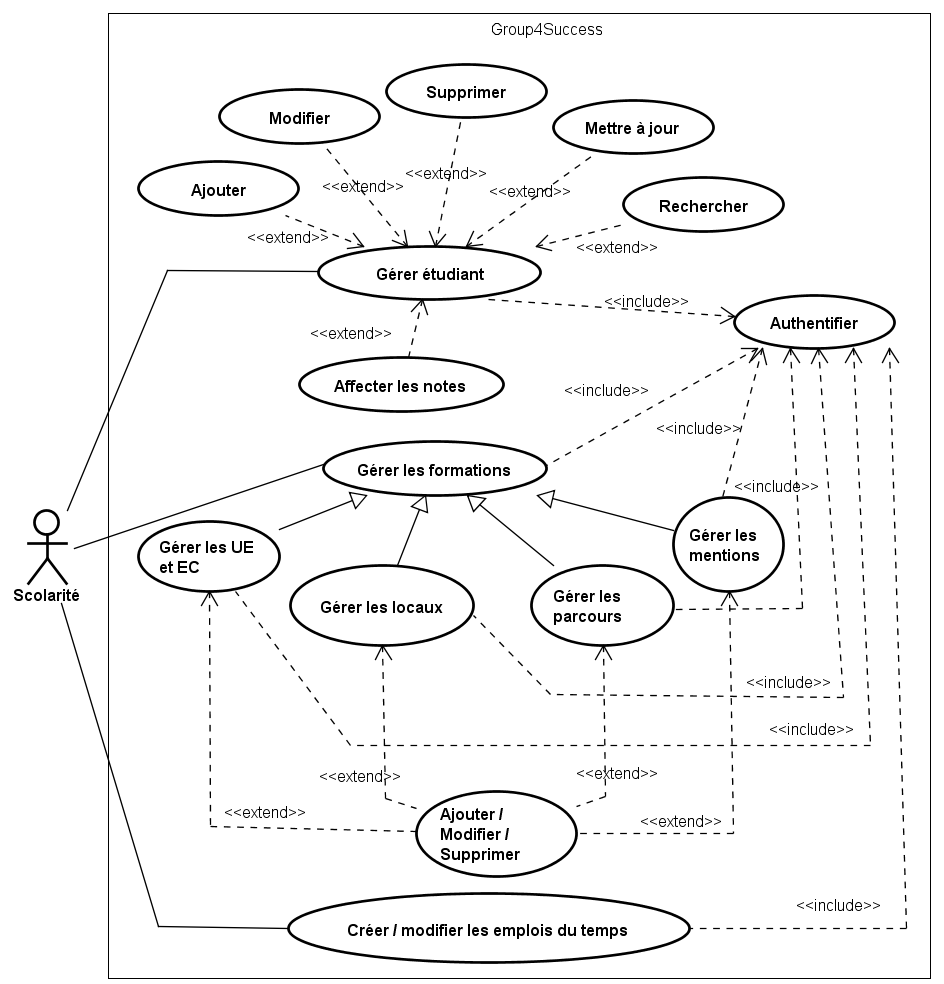 Group4Success
Supprimer
Modifier
Mettre à jour
Ajouter
Rechercher
<<extend>>
<<extend>>
<<extend>>
<<extend>>
<<extend>>
Gérer étudiant
<<include>>
Authentifier
<<extend>>
Affecter les notes
<<include>>
<<include>>
Gérer les formations
<<include>>
Gérer les UE
et EC
Gérer les
mentions
Scolarité
Gérer les locaux
Gérer les
parcours
<<include>>
<<include>>
<<extend>>
<<extend>>
<<extend>>
Ajouter /
Modifier /
Supprimer
<<extend>>
<<include>>
Créer / modifier les emplois du temps